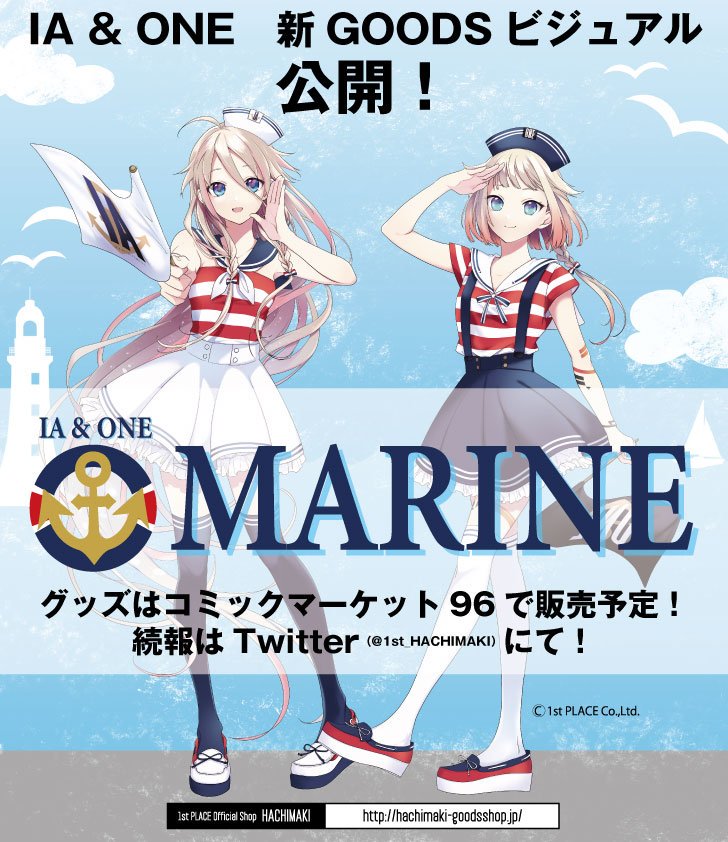 IA & ONE 新 GOODS ビジュアル
公開！
IA
IA & ONE
MARINE
グッズはコミックマーケット 96 で販売予定！
続報は Twitter（@1st_HACHIMAKI）にて！
© 1st PLACE Co.,Ltd.
1st PLACE Official Shop HACHIMAKI http://hachimaki-goodsshop.jp/